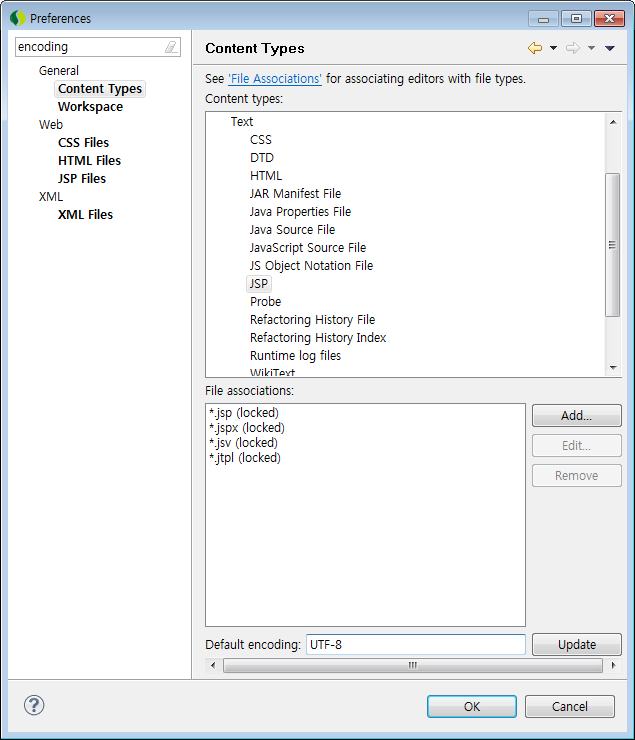 Preferences
encoding
General
Content Types
Workspace
Web
CSS Files
HTML Files
JSP Files
XML
XML Files
Content Types
See 'File Associations' for associating editors with file types.
Content types:
Text
CSS
DTD
HTML
JAR Manifest File
Java Properties File
Java Source File
JavaScript Source File
JS Object Notation File
JSP
Probe
Refactoring History File
Refactoring History Index
Runtime log files
WikiText
File associations:
*.jsp (locked)
*.jspx (locked)
*.jsv (locked)
*.jtpl (locked)
Add...
Edit...
Remove
Default encoding: UTF-8 Update
OK Cancel